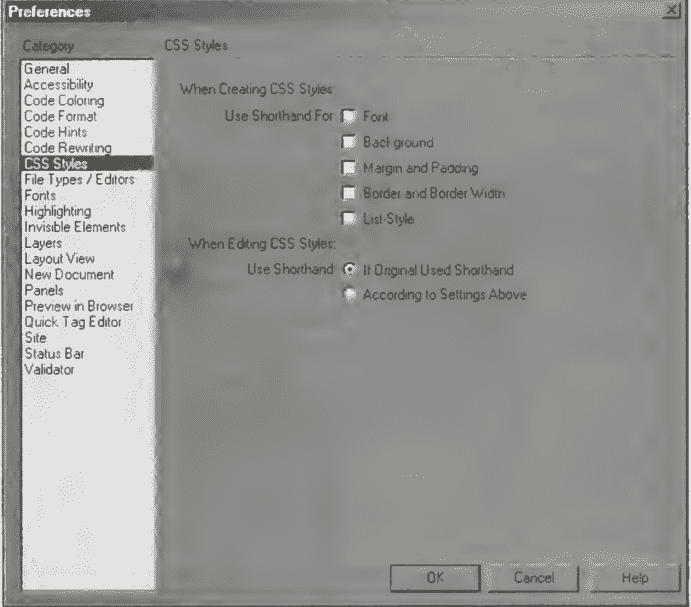 Preferences
Category
CSS Styles
General
Accessibility
Code Coloring
Code Format
Code Hints
Code Rewriting
CSS Styles
File Types / Editors
Fonts
Highlighting
Invisible Elements
Layers
Layout View
New Document
Panels
Preview in Browser
Quick Tag Editor
Site
Status Bar
Validator
When Creating CSS Styles:
Use Shorthand For: Font
Background
Margin and Padding
Border and Border Width
List-Style
When Editing CSS Styles:
Use Shorthand: If Original Used Shorthand
According to Settings Above
OK Cancel Help